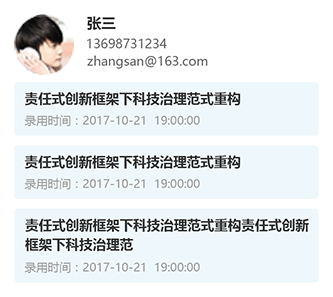 张三
13698731234
zhangsan@163.com
责任式创新框架下科技治理范式重构
录用时间：2017-10-21 19:00:00
责任式创新框架下科技治理范式重构
录用时间：2017-10-21 19:00:00
责任式创新框架下科技治理范式重构责任式创新
框架下科技治理范
录用时间：2017-10-21 19:00:00